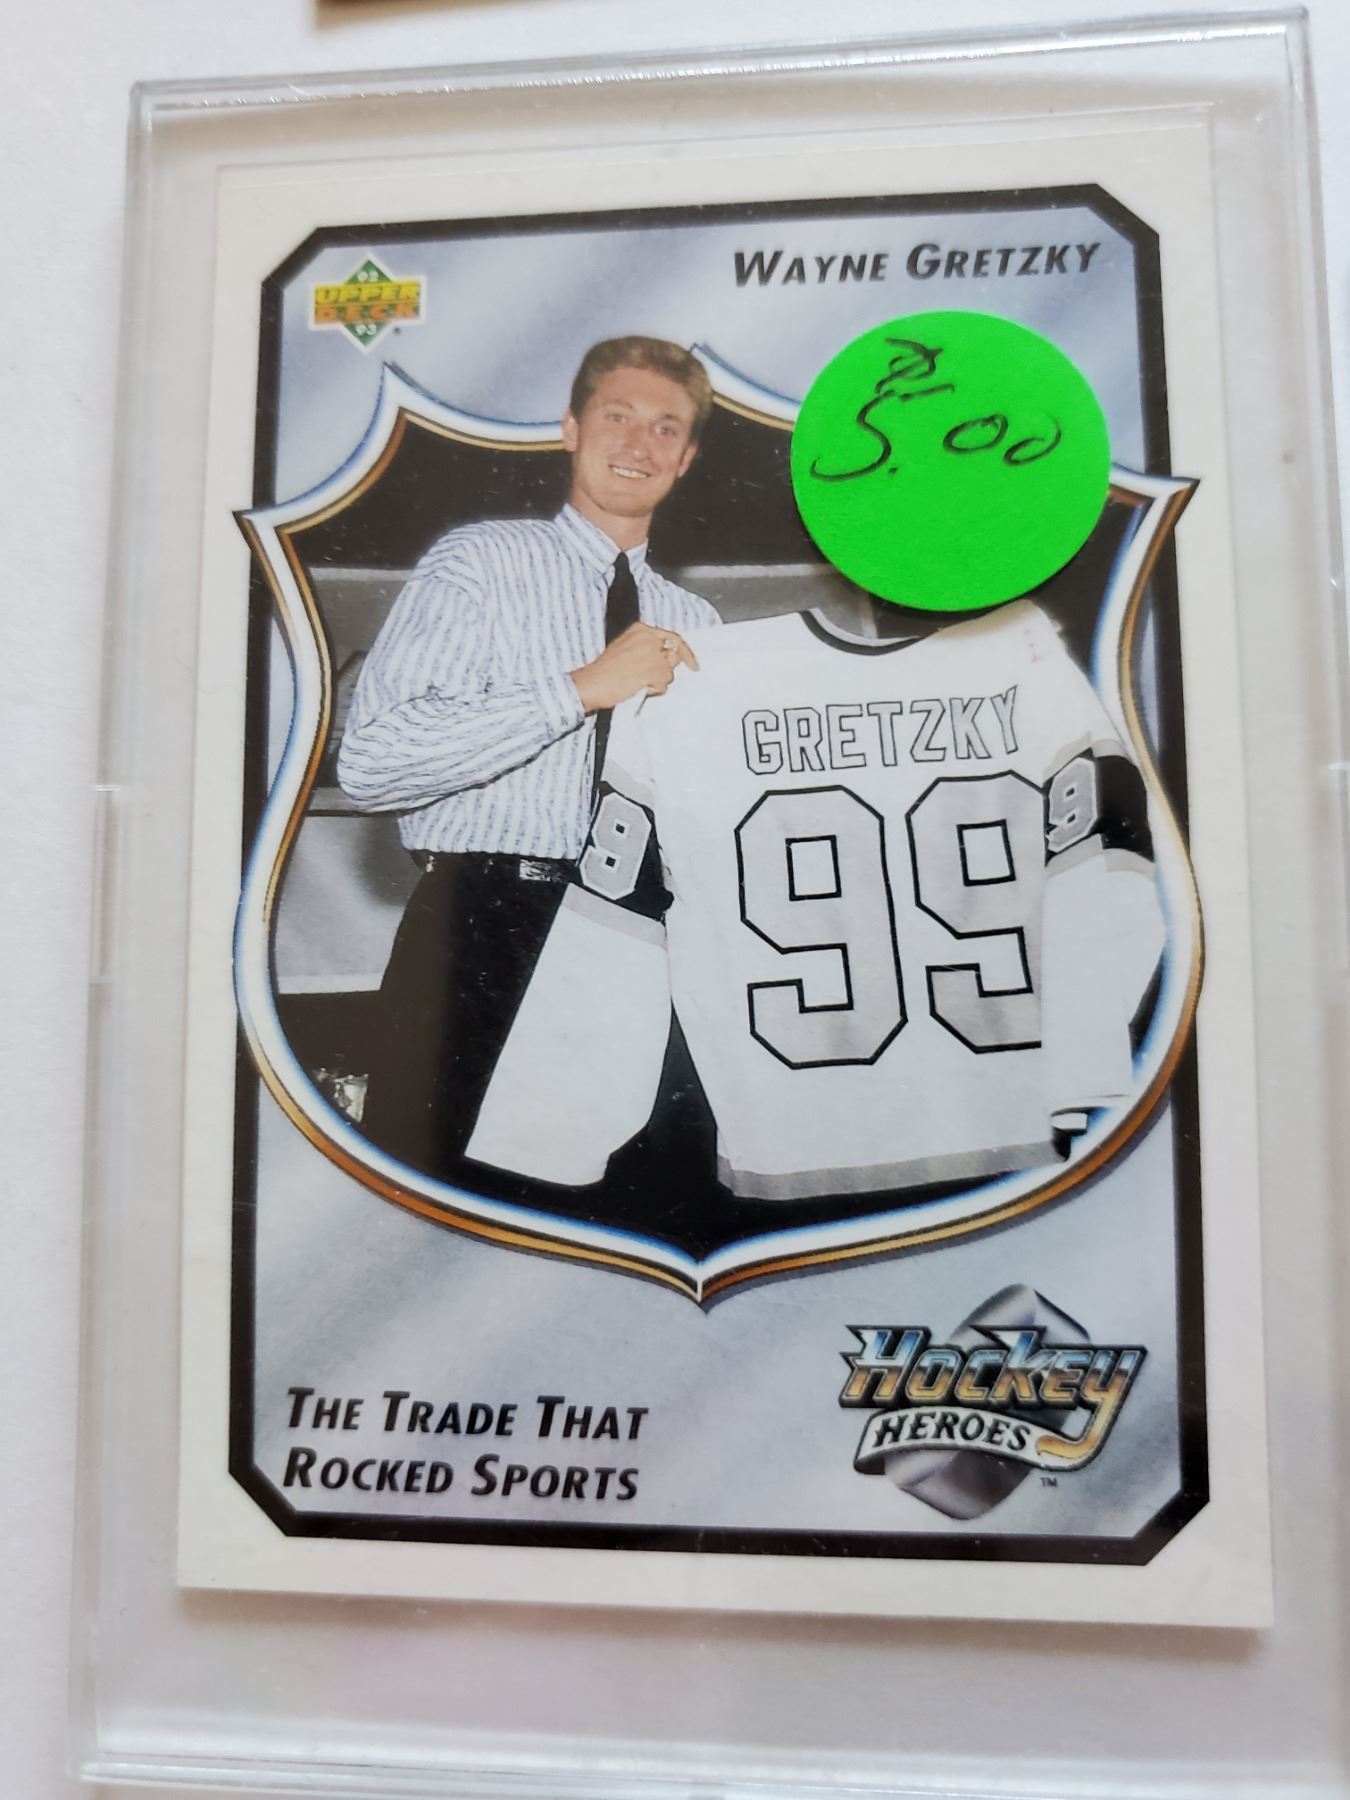 WAYNE GRETZKY
92
UPPER
DECK
93
$
5.00
GRETZKY
99
9
9
THE TRADE THAT
ROCKED SPORTS
HOCKEY
HEROES
TM